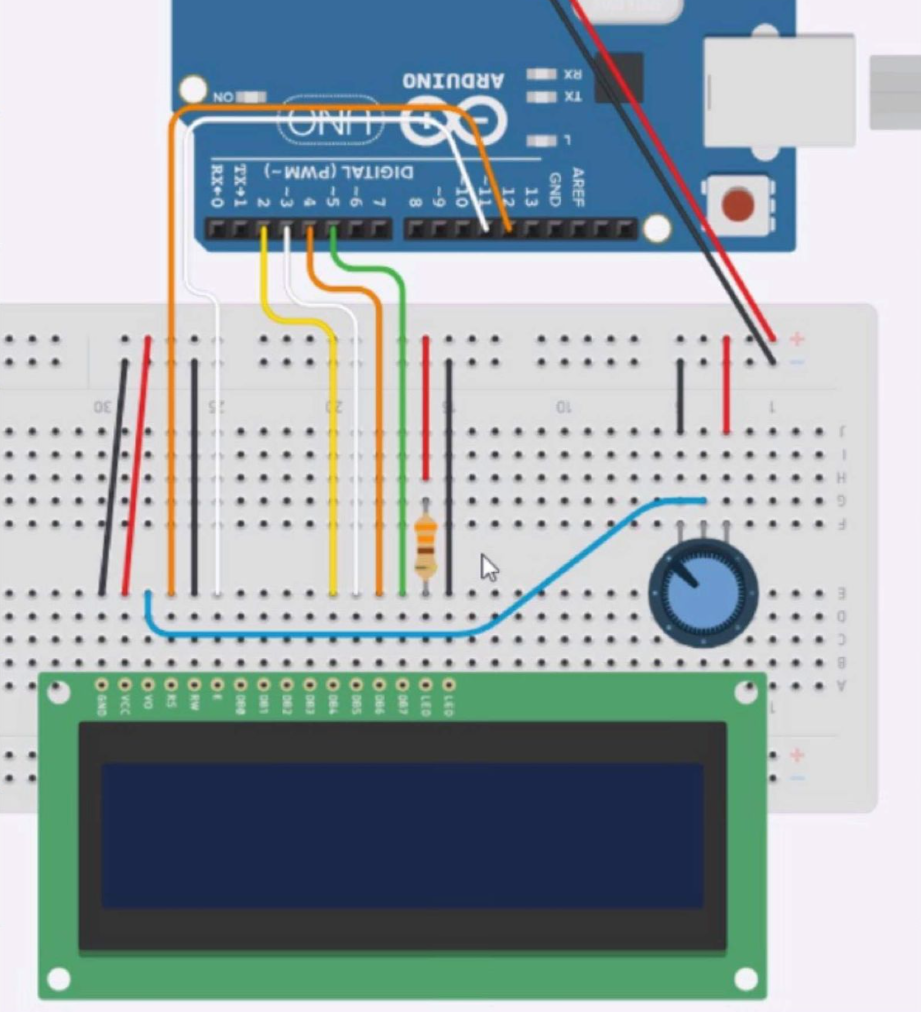 ARDUINO
RX
TX
ON
UNO
L
DIGITAL (PWM~)
RX←0 TX→1 2 ~3 4 ~5 ~6 7 8 ~9 10 ~11 12 13 GND AREF
+
−
30 25 20 15 10 5 1
J
I
H
G
F
E
D
C
B
A
GND VCC VO RS RW E DB0 DB1 DB2 DB3 DB4 DB5 DB6 DB7 LED LED
1
+
−